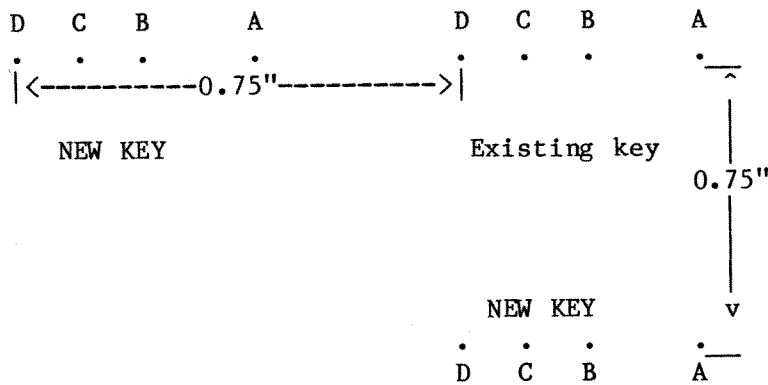 D C B A D C B A
|<----------0.75"---------->|
NEW KEY Existing key
0.75"
NEW KEY v
D C B A